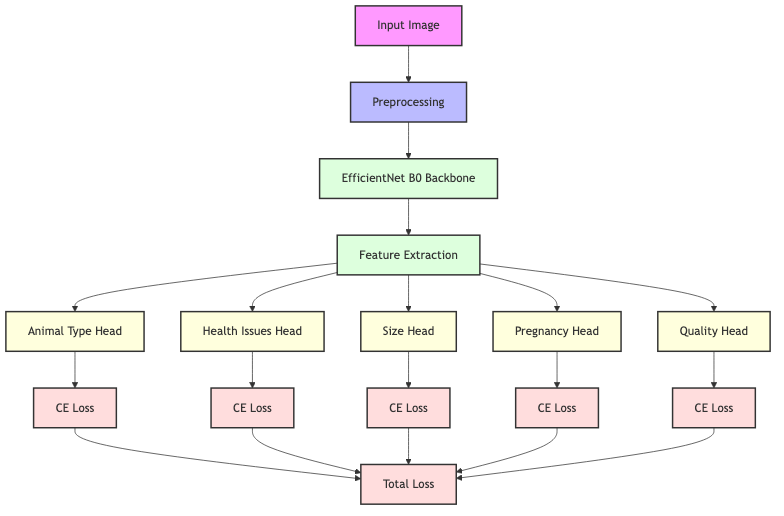 Input Image
Preprocessing
EfficientNet B0 Backbone
Feature Extraction
Animal Type Head
Health Issues Head
Size Head
Pregnancy Head
Quality Head
CE Loss
CE Loss
CE Loss
CE Loss
CE Loss
Total Loss